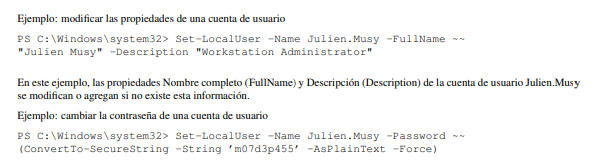 Ejemplo: modificar las propiedades de una cuenta de usuario
PS C:\Windows\system32> Set-LocalUser -Name Julien.Musy -FullName ~~
"Julien Musy" -Description "Workstation Administrator"
En este ejemplo, las propiedades Nombre completo (FullName) y Descripción (Description) de la cuenta de usuario Julien.Musy
se modifican o agregan si no existe esta información.
Ejemplo: cambiar la contraseña de una cuenta de usuario
PS C:\Windows\system32> Set-LocalUser -Name Julien.Musy -Password ~~
(ConvertTo-SecureString -String ’m07d3p455’ -AsPlainText -Force)